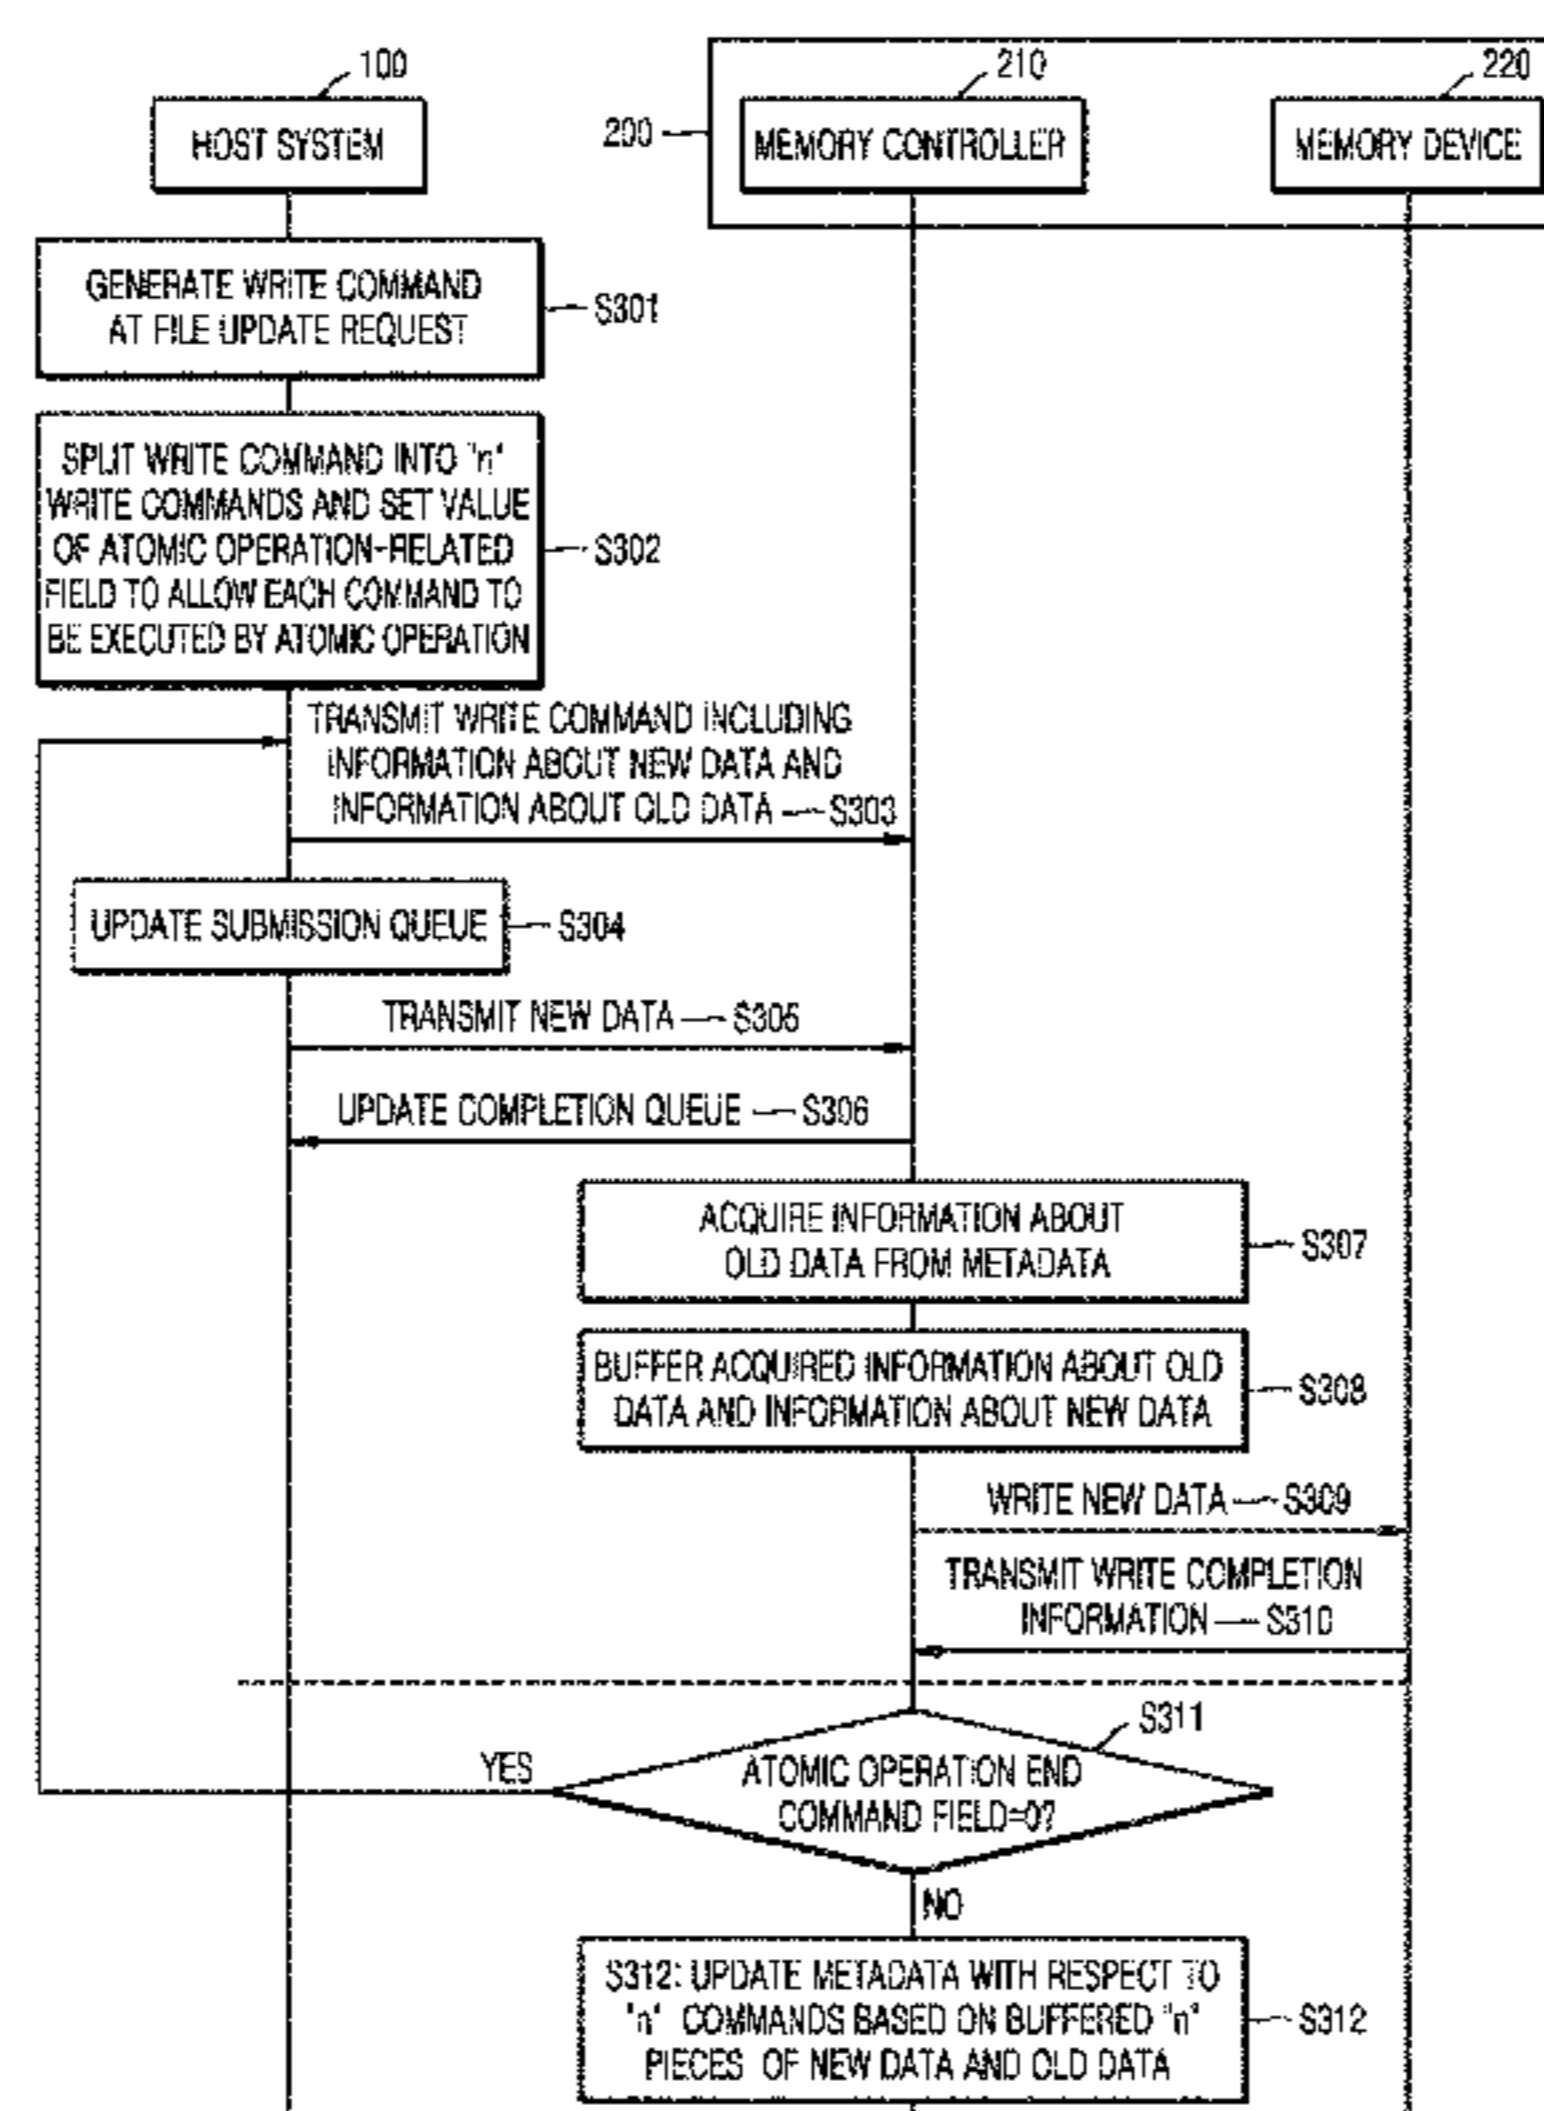 100
210
220
200
HOST SYSTEM
MEMORY CONTROLLER
MEMORY DEVICE
GENERATE WRITE COMMAND
AT FILE UPDATE REQUEST
S301
SPLIT WRITE COMMAND INTO "n"
WRITE COMMANDS AND SET VALUE
OF ATOMIC OPERATION-RELATED
FIELD TO ALLOW EACH COMMAND TO
BE EXECUTED BY ATOMIC OPERATION
S302
TRANSMIT WRITE COMMAND INCLUDING
INFORMATION ABOUT NEW DATA AND
INFORMATION ABOUT OLD DATA S303
UPDATE SUBMISSION QUEUE
S304
TRANSMIT NEW DATA S305
UPDATE COMPLETION QUEUE S306
ACQUIRE INFORMATION ABOUT
OLD DATA FROM METADATA
S307
BUFFER ACQUIRED INFORMATION ABOUT OLD
DATA AND INFORMATION ABOUT NEW DATA
S308
WRITE NEW DATA S309
TRANSMIT WRITE COMPLETION
INFORMATION S310
S311
YES
ATOMIC OPERATION END
COMMAND FIELD=0?
NO
S312: UPDATE METADATA WITH RESPECT TO
"n" COMMANDS BASED ON BUFFERED "n"
PIECES OF NEW DATA AND OLD DATA
S312